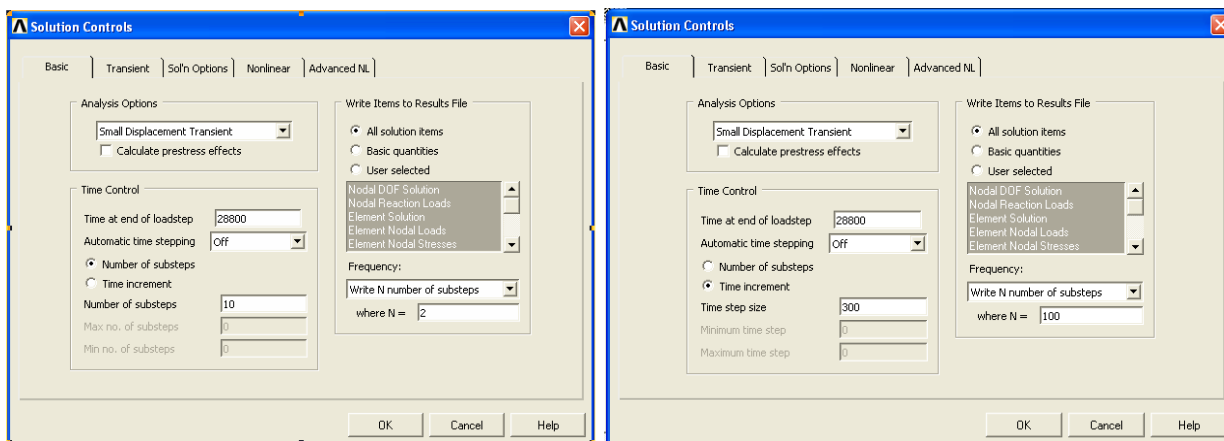 Solution Controls
Basic Transient Sol'n Options Nonlinear Advanced NL
Analysis Options
Small Displacement Transient
Calculate prestress effects
Time Control
Time at end of loadstep 28800
Automatic time stepping Off
Number of substeps
Time increment
Number of substeps 10
Max no. of substeps 0
Min no. of substeps 0
Write Items to Results File
All solution items
Basic quantities
User selected
Nodal DOF Solution
Nodal Reaction Loads
Element Solution
Element Nodal Loads
Element Nodal Stresses
Frequency:
Write N number of substeps
where N = 2
OK Cancel Help
Solution Controls
Basic Transient Sol'n Options Nonlinear Advanced NL
Analysis Options
Small Displacement Transient
Calculate prestress effects
Time Control
Time at end of loadstep 28800
Automatic time stepping Off
Number of substeps
Time increment
Time step size 300
Minimum time step 0
Maximum time step 0
Write Items to Results File
All solution items
Basic quantities
User selected
Nodal DOF Solution
Nodal Reaction Loads
Element Solution
Element Nodal Loads
Element Nodal Stresses
Frequency:
Write N number of substeps
where N = 100
OK Cancel Help